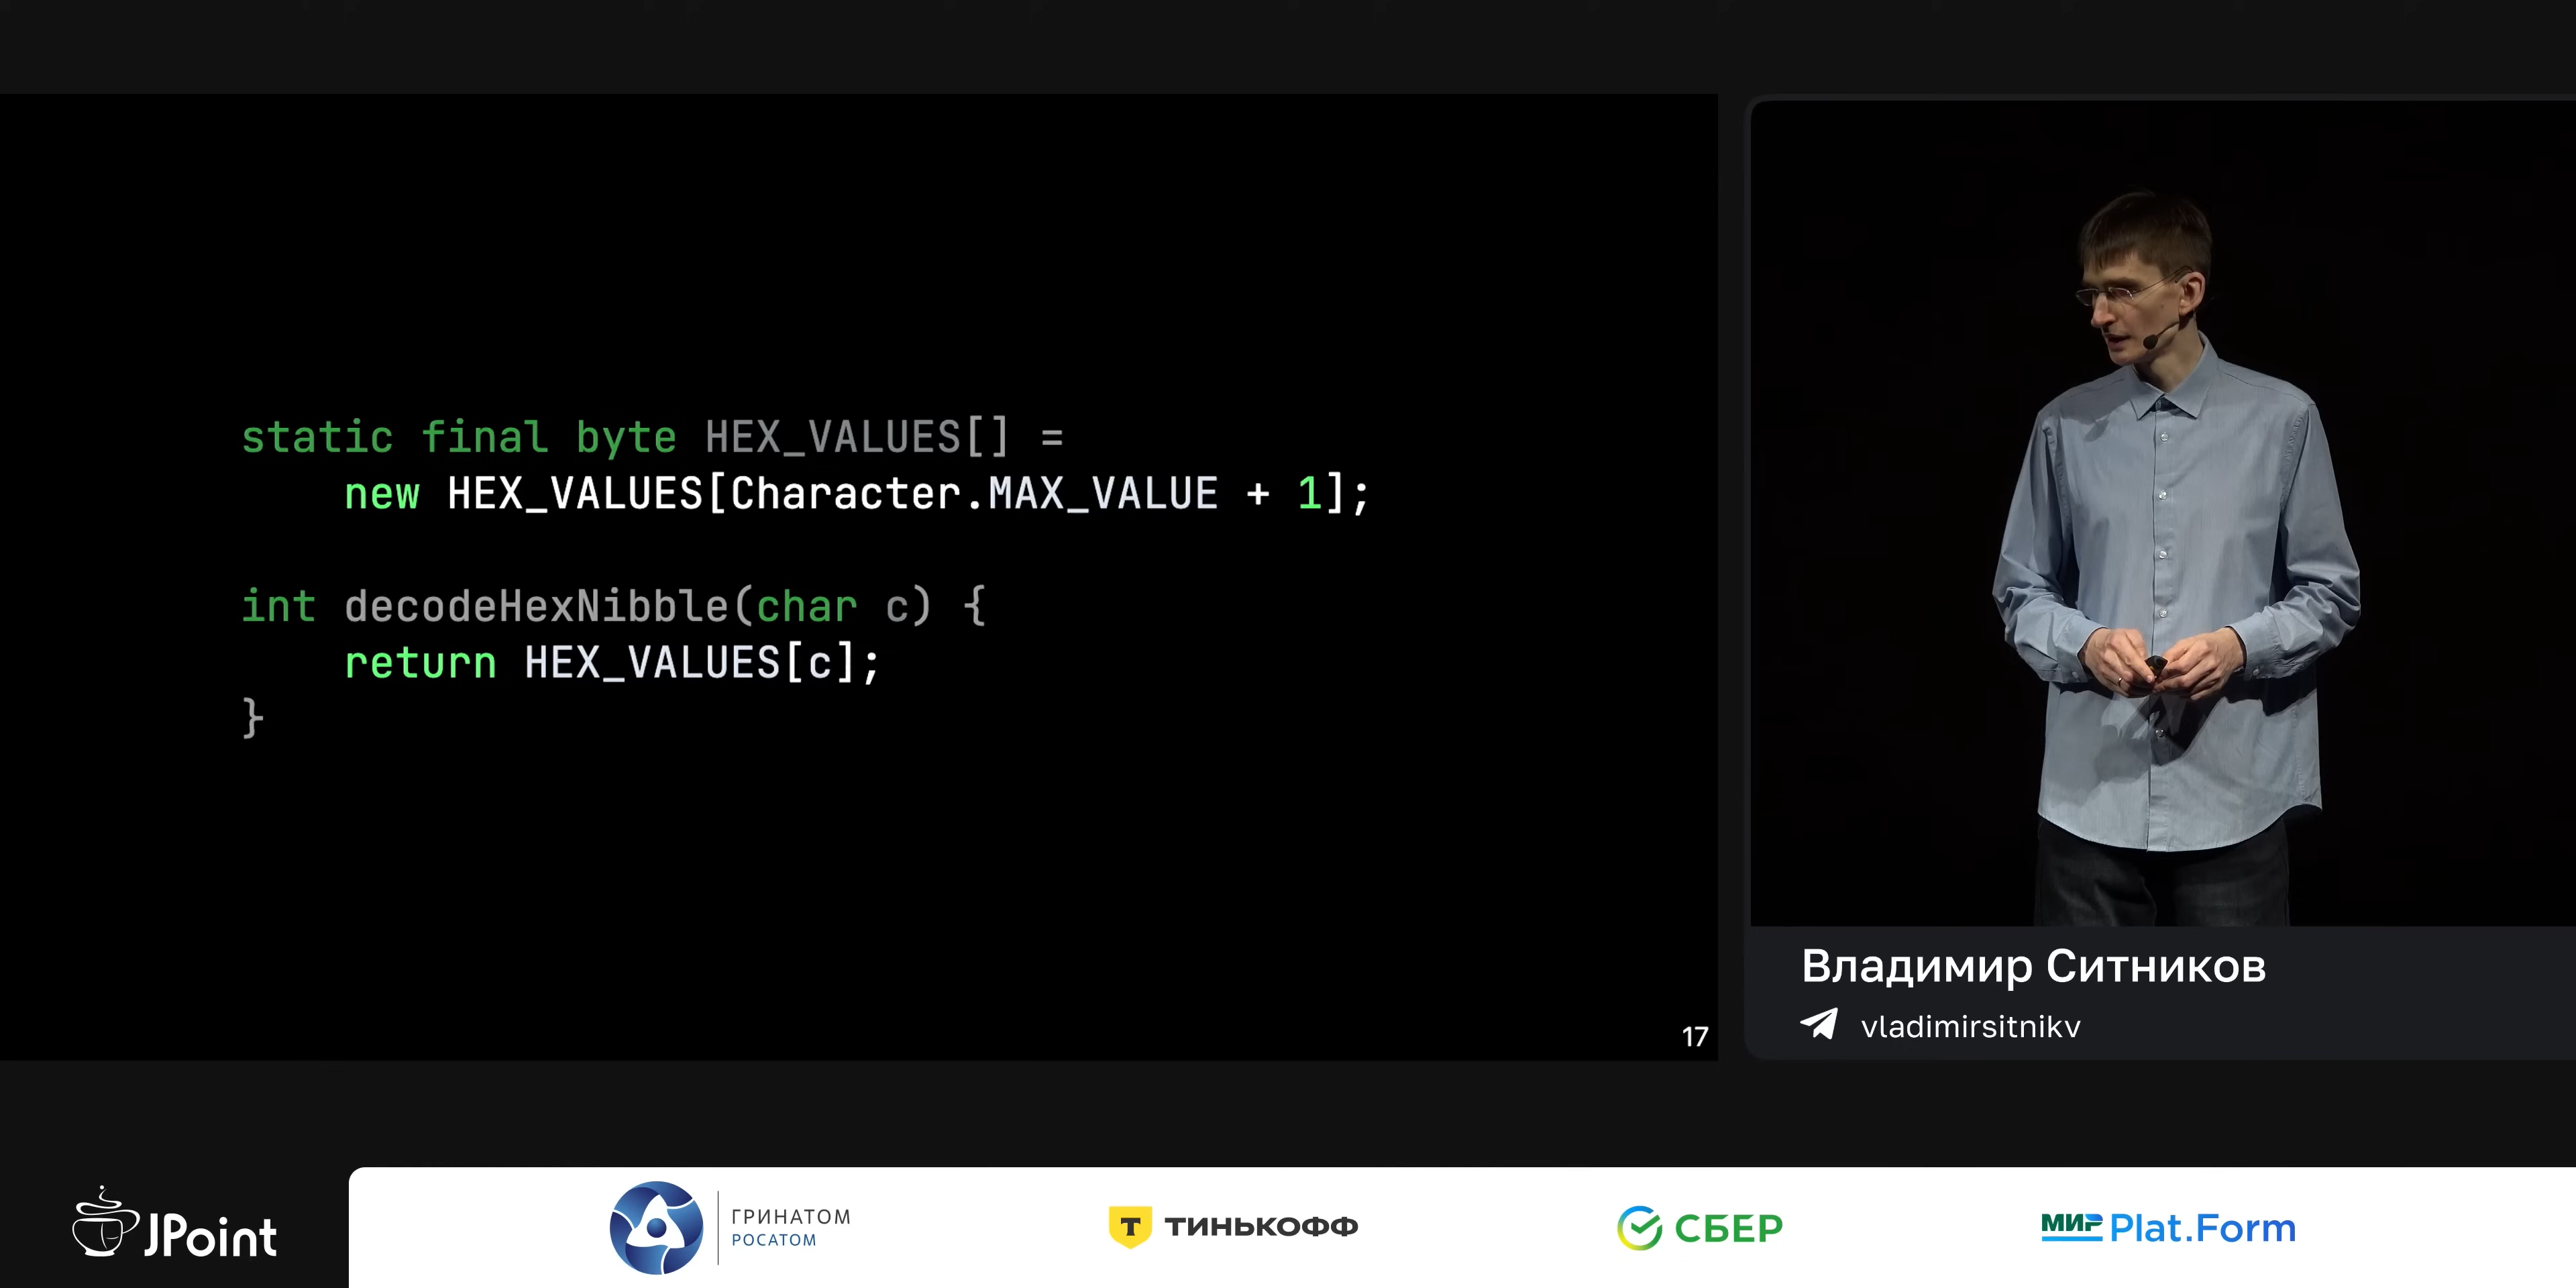 static final byte HEX_VALUES[] =
    new HEX_VALUES[Character.MAX_VALUE + 1];
int decodeHexNibble(char c) {
    return HEX_VALUES[c];
}
17
Владимир Ситников
vladimirsitnikv
JPoint
ГРИНАТОМ
РОСАТОМ
Т ТИНЬКОФФ
СБЕР
МИР Plat.Form